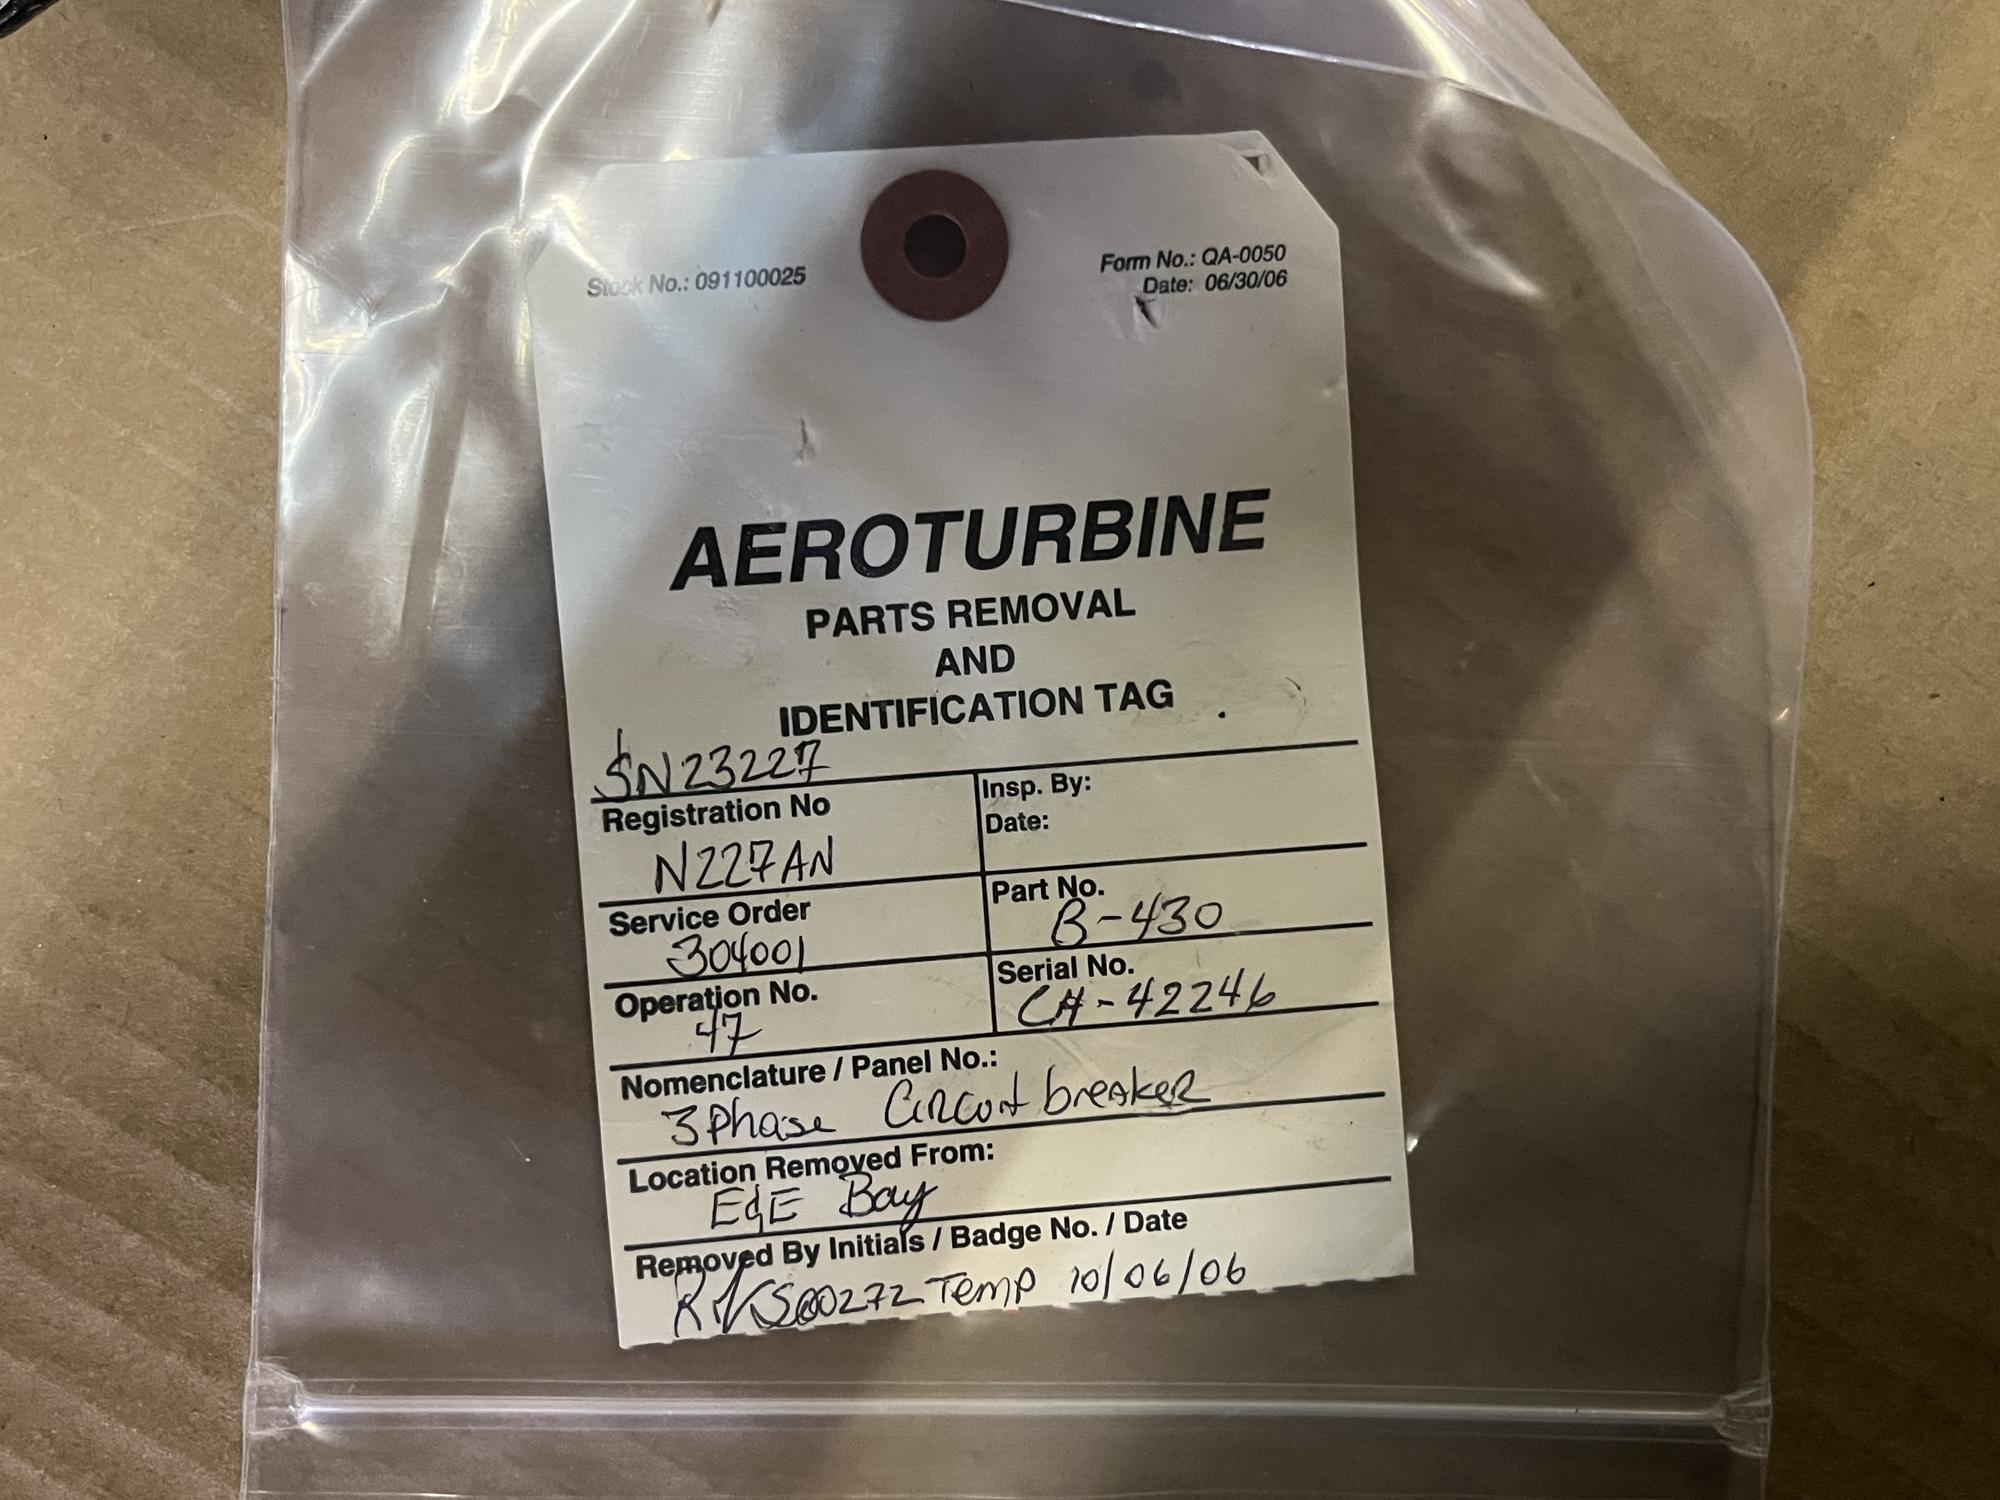 Stock No.: 091100025
Form No.: QA-0050
Date: 06/30/06
AEROTURBINE
PARTS REMOVAL
AND
IDENTIFICATION TAG
SN23227
Registration No
N227AN
Insp. By:
Date:
Service Order
304001
Part No.
B-430
Operation No.
47
Serial No.
CH-42246
Nomenclature / Panel No.:
3 Phase Circuit breaker
Location Removed From:
E&E Bay
Removed By Initials / Badge No. / Date
00272 Temp 10/06/06